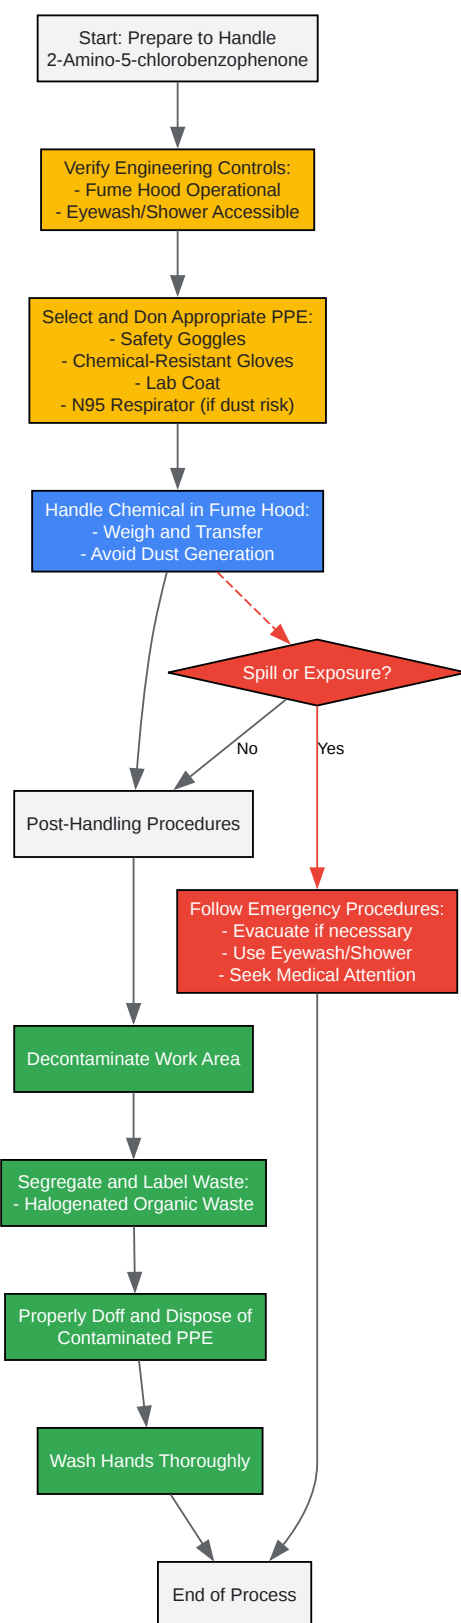 Start: Prepare to Handle
2-Amino-5-chlorobenzophenone
Verify Engineering Controls:
- Fume Hood Operational
- Eyewash/Shower Accessible
Select and Don Appropriate PPE:
- Safety Goggles
- Chemical-Resistant Gloves
- Lab Coat
- N95 Respirator (if dust risk)
Handle Chemical in Fume Hood:
- Weigh and Transfer
- Avoid Dust Generation
Spill or Exposure?
No
Yes
Post-Handling Procedures
Follow Emergency Procedures:
- Evacuate if necessary
- Use Eyewash/Shower
- Seek Medical Attention
Decontaminate Work Area
Segregate and Label Waste:
- Halogenated Organic Waste
Properly Doff and Dispose of
Contaminated PPE
Wash Hands Thoroughly
End of Process